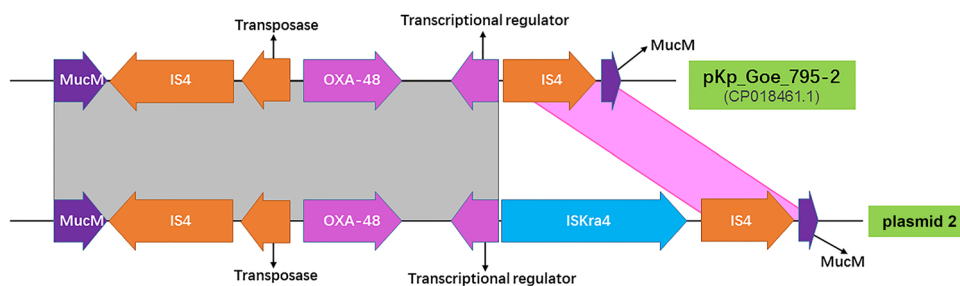 Transposase
Transcriptional regulator
MucM
MucM
IS4
OXA-48
IS4
pKp_Goe_795-2
(CP018461.1)
MucM
IS4
OXA-48
ISKra4
IS4
plasmid 2
MucM
Transposase
Transcriptional regulator